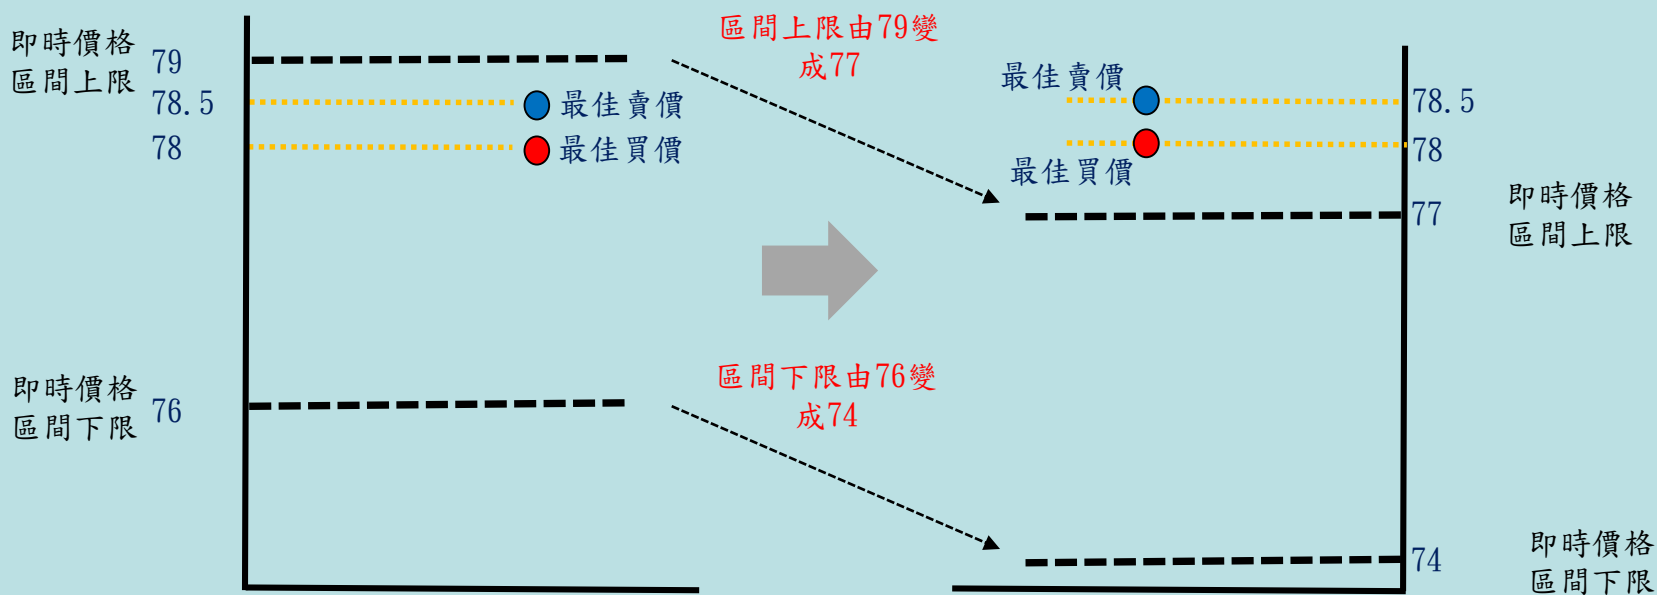 即時價格
區間上限
79
78.5
78
最佳賣價
最佳買價
即時價格
區間下限
76
區間上限由79變
成77
區間下限由76變
成74
最佳賣價
最佳買價
78.5
78
77
即時價格
區間上限
74
即時價格
區間下限